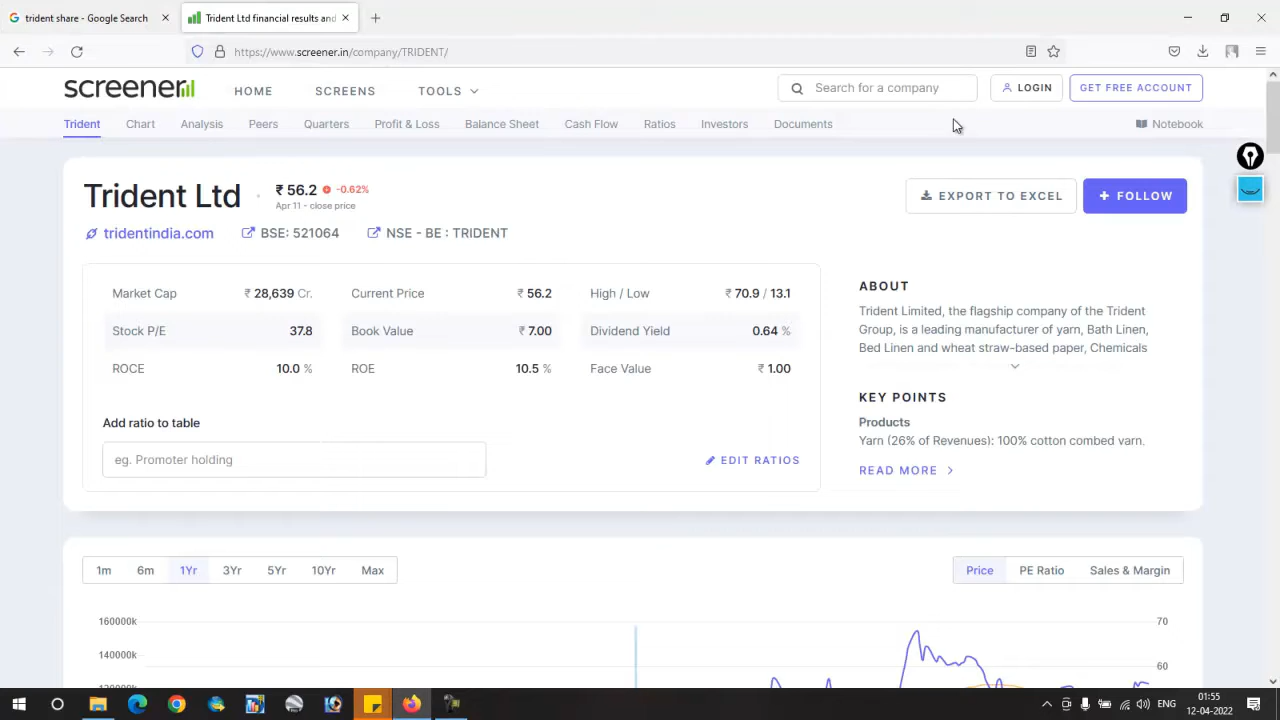 trident share - Google Search
Trident Ltd financial results and
https://www.screener.in/company/TRIDENT/
screener
HOME SCREENS TOOLS
Search for a company
LOGIN
GET FREE ACCOUNT
Trident Chart Analysis Peers Quarters Profit & Loss Balance Sheet Cash Flow Ratios Investors Documents Notebook
Trident Ltd
₹ 56.2 -0.62%
Apr 11 - close price
EXPORT TO EXCEL
FOLLOW
tridentindia.com BSE: 521064 NSE - BE : TRIDENT
Market Cap ₹ 28,639 Cr. Current Price ₹ 56.2 High / Low ₹ 70.9 / 13.1
Stock P/E 37.8 Book Value ₹ 7.00 Dividend Yield 0.64 %
ROCE 10.0 % ROE 10.5 % Face Value ₹ 1.00
Add ratio to table
eg. Promoter holding
EDIT RATIOS
ABOUT
Trident Limited, the flagship company of the Trident
Group, is a leading manufacturer of yarn, Bath Linen,
Bed Linen and wheat straw-based paper, Chemicals
KEY POINTS
Products
Yarn (26% of Revenues): 100% cotton combed yarn.
READ MORE
1m 6m 1Yr 3Yr 5Yr 10Yr Max
Price PE Ratio Sales & Margin
160000k 70
140000k 60
ENG
01:55
12-04-2022